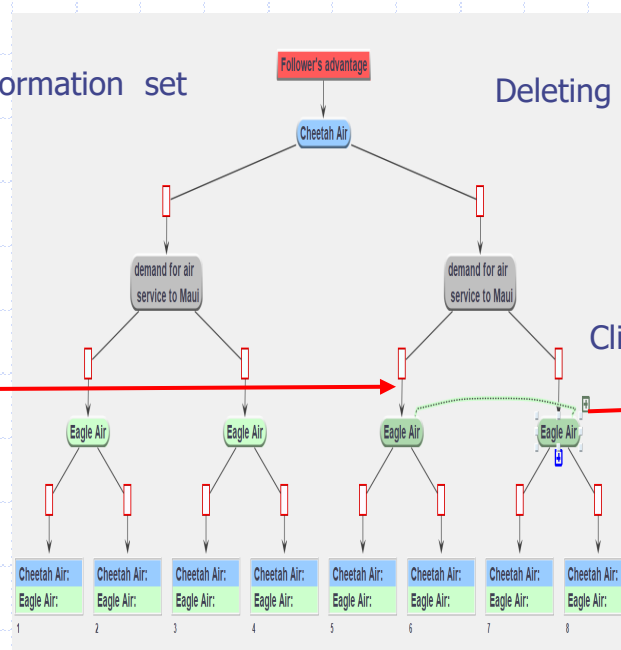 Follower's advantage
ormation set
Deleting
Cheetah Air
demand for air
service to Maui
demand for air
service to Maui
Cli
Eagle Air
Eagle Air
Eagle Air
Eagle Air
Cheetah Air:
Eagle Air:
Cheetah Air:
Eagle Air:
Cheetah Air:
Eagle Air:
Cheetah Air:
Eagle Air:
Cheetah Air:
Eagle Air:
Cheetah Air:
Eagle Air:
Cheetah Air:
Eagle Air:
Cheetah Air:
Eagle Air:
1 2 3 4 5 6 7 8